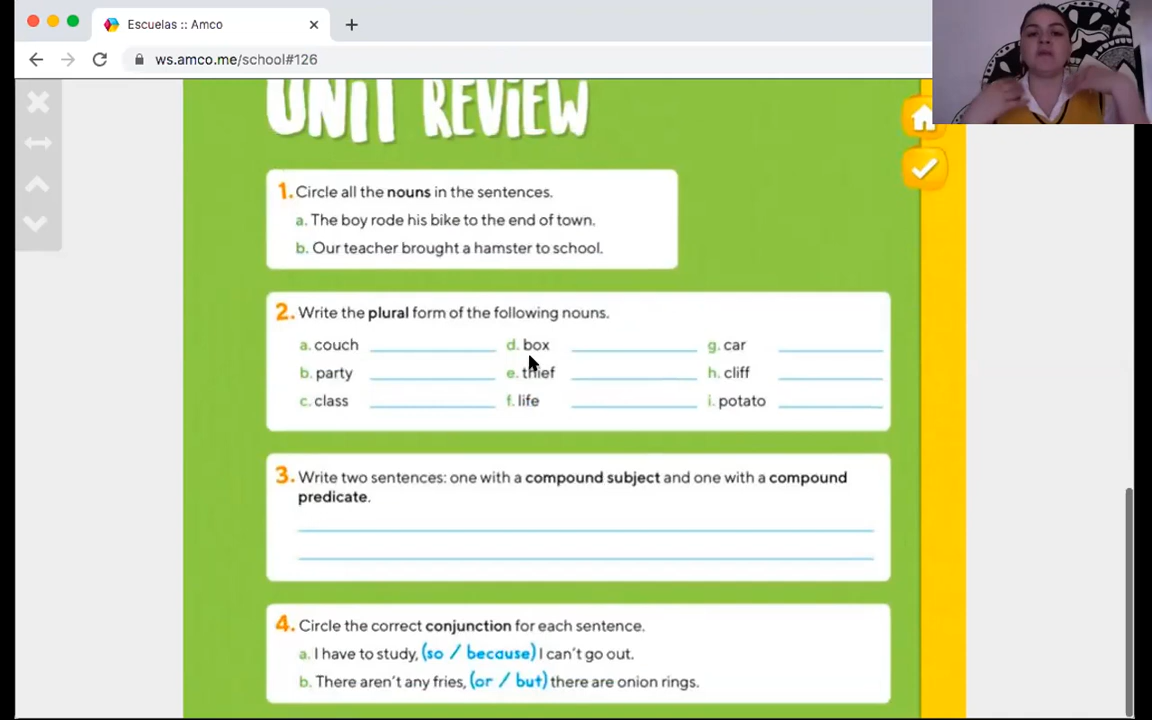 Escuelas :: Amco
ws.amco.me/school#126
UNIT REVIEW
1. Circle all the nouns in the sentences.
a. The boy rode his bike to the end of town.
b. Our teacher brought a hamster to school.
2. Write the plural form of the following nouns.
a. couch d. box g. car
b. party e. thief h. cliff
c. class f. life i. potato
3. Write two sentences: one with a compound subject and one with a compound
predicate.
4. Circle the correct conjunction for each sentence.
a. I have to study, (so / because) I can't go out.
b. There aren't any fries, (or / but) there are onion rings.